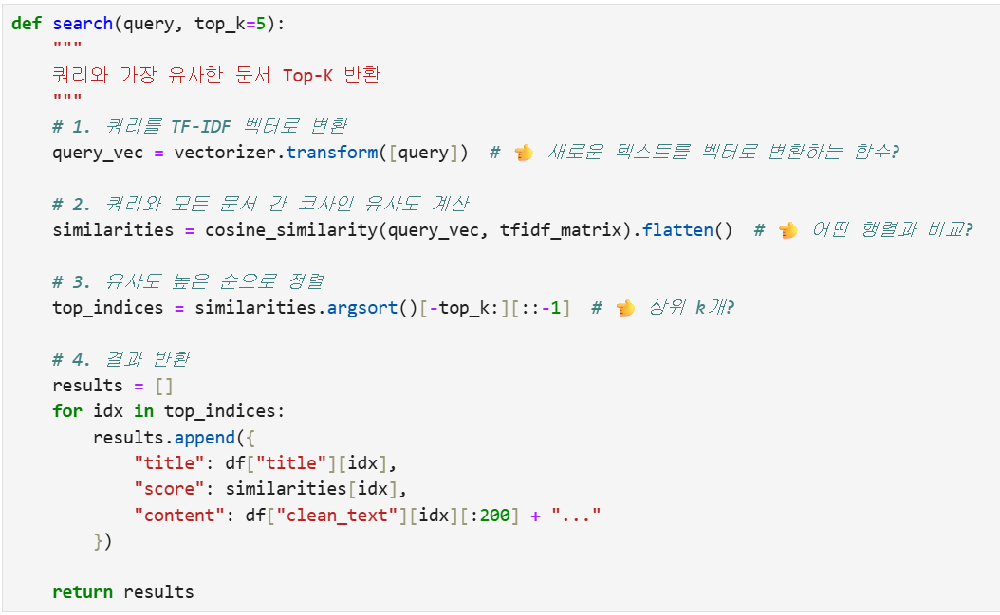 def search(query, top_k=5):
    """
    쿼리와 가장 유사한 문서 Top-K 반환
    """
    # 1. 쿼리를 TF-IDF 벡터로 변환
    query_vec = vectorizer.transform([query])  # 👉 새로운 텍스트를 벡터로 변환하는 함수?
    # 2. 쿼리와 모든 문서 간 코사인 유사도 계산
    similarities = cosine_similarity(query_vec, tfidf_matrix).flatten()  # 👉 어떤 행렬과 비교?
    # 3. 유사도 높은 순으로 정렬
    top_indices = similarities.argsort()[-top_k:][::-1]  # 👉 상위 k개?
    # 4. 결과 반환
    results = []
    for idx in top_indices:
        results.append({
            "title": df["title"][idx],
            "score": similarities[idx],
            "content": df["clean_text"][idx][:200] + "..."
        })
    return results